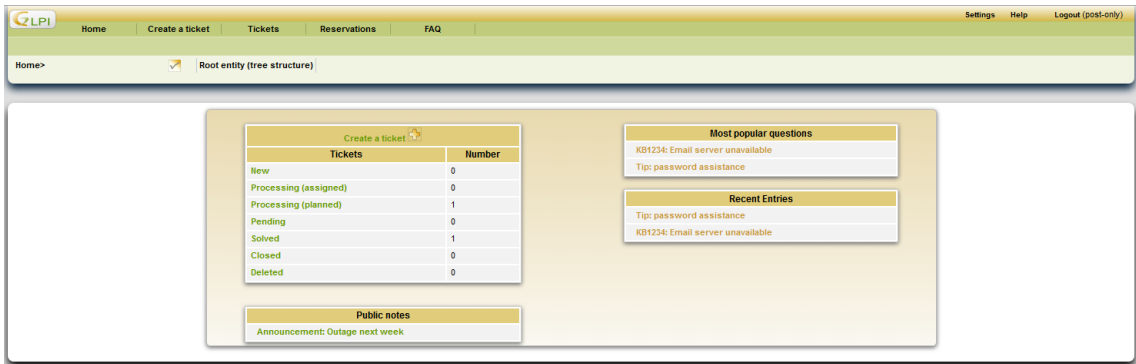 GLPI
Settings Help Logout (post-only)
Home Create a ticket Tickets Reservations FAQ
Home> Root entity (tree structure)
Create a ticket
Tickets Number
New 0
Processing (assigned) 0
Processing (planned) 1
Pending 0
Solved 1
Closed 0
Deleted 0
Public notes
Announcement: Outage next week
Most popular questions
KB1234: Email server unavailable
Tip: password assistance
Recent Entries
Tip: password assistance
KB1234: Email server unavailable